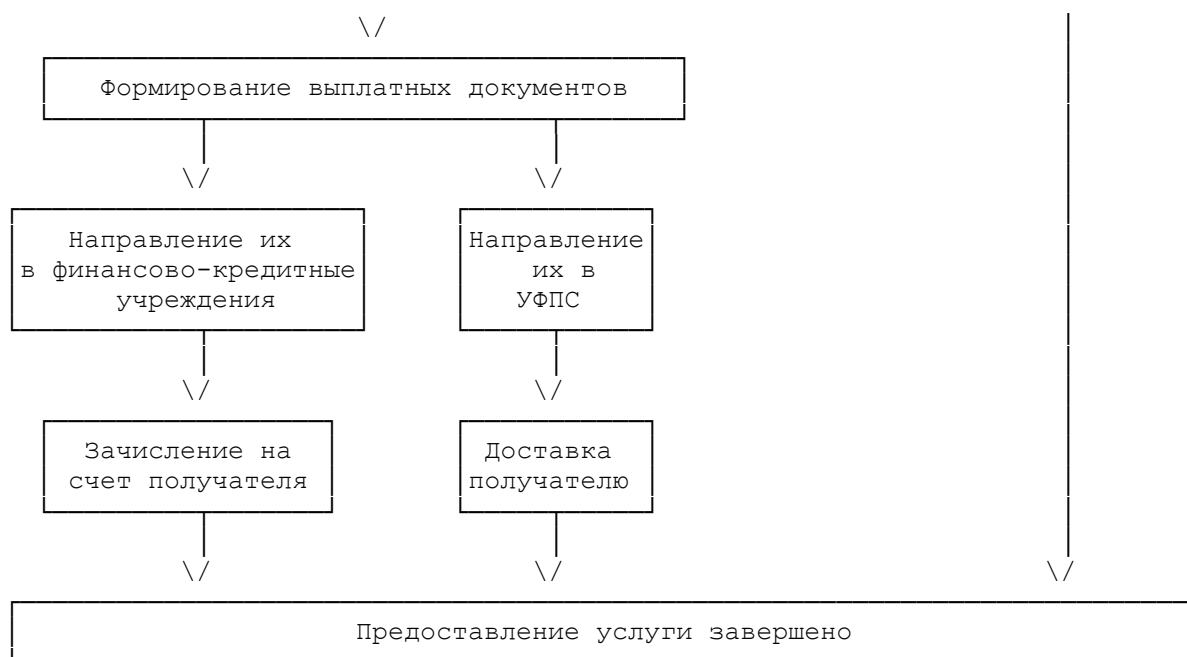 Формирование выплатных документов
Направление их
в финансово-кредитные
учреждения
Направление
их в
УФПС
Зачисление на
счет получателя
Доставка
получателю
Предоставление услуги завершено